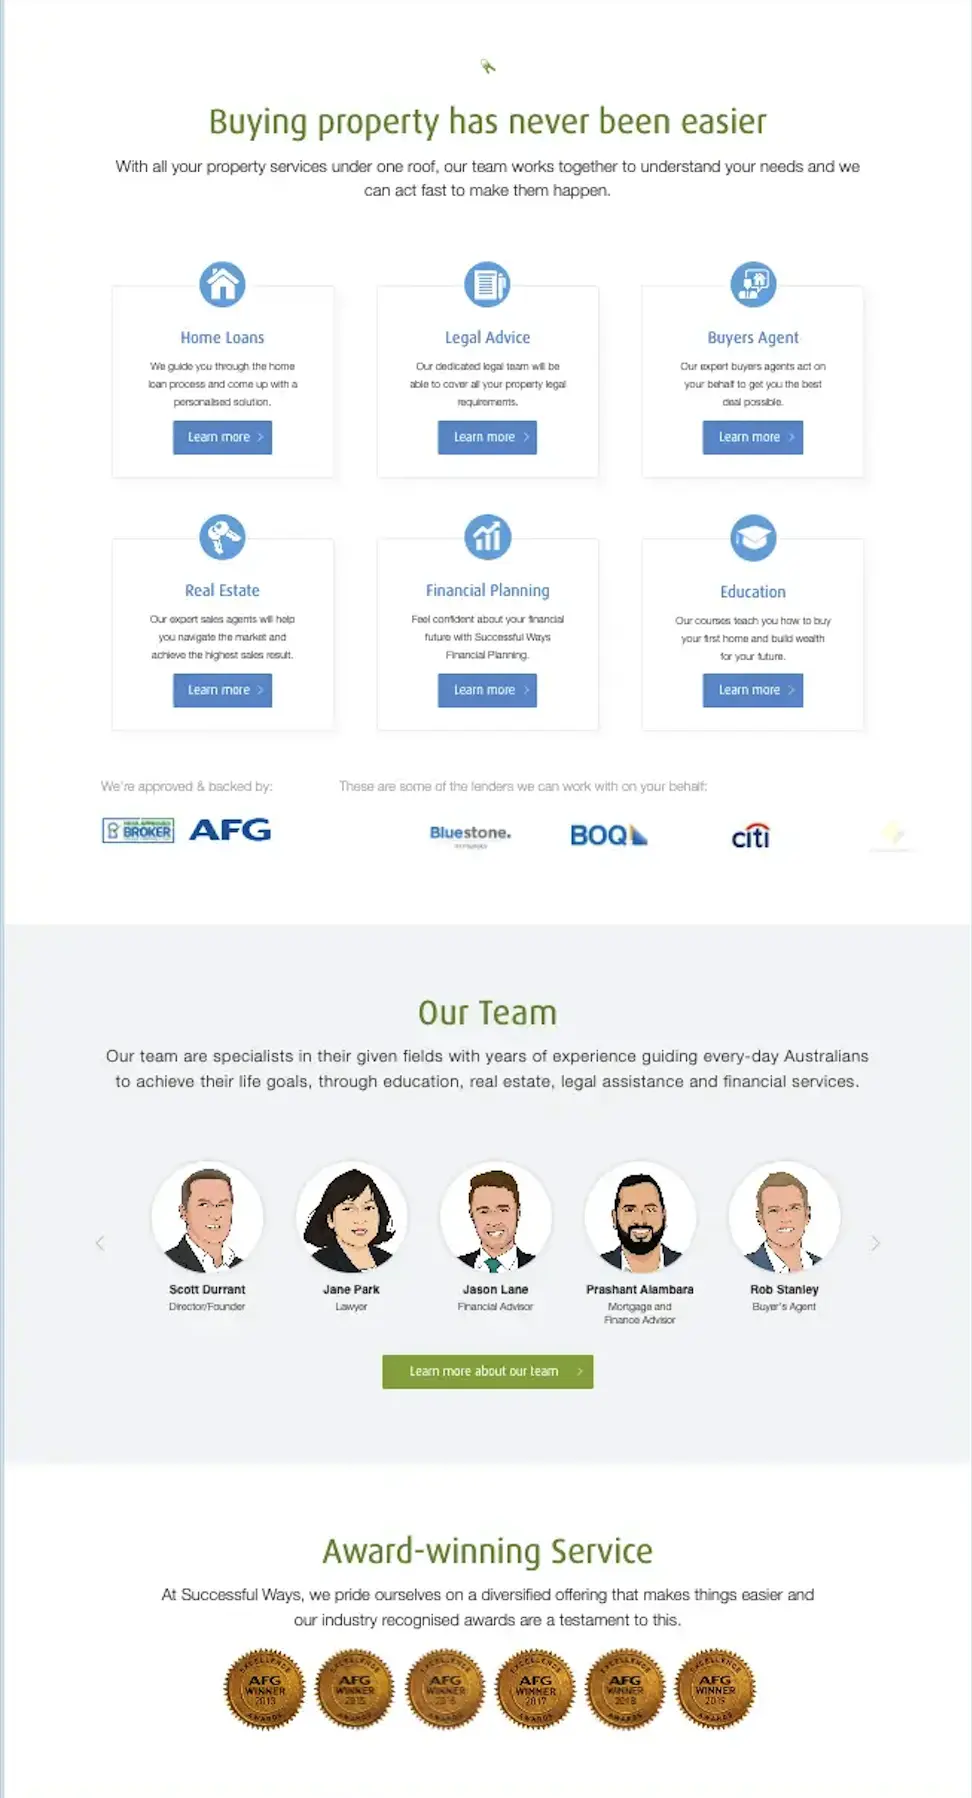 Buying property has never been easier
With all your property services under one roof, our team works together to understand your needs and we
can act fast to make them happen.
Home Loans
We guide you through the home
loan process and come up with a
personalised solution.
Learn more
Legal Advice
Our dedicated legal team will be
able to cover all your property legal
requirements.
Learn more
Buyers Agent
Our expert buyers agents act on
your behalf to get you the best
deal possible.
Learn more
Real Estate
Our expert sales agents will help
you navigate the market and
achieve the highest sales result.
Learn more
Financial Planning
Feel confident about your financial
future with Successful Ways
Financial Planning.
Learn more
Education
Our courses teach you how to buy
your first home and build wealth
for your future.
Learn more
We're approved & backed by:
These are some of the lenders we can work with on your behalf:
BROKER
AFG
Bluestone.
BOQ
citi
Our Team
Our team are specialists in their given fields with years of experience guiding every-day Australians
to achieve their life goals, through education, real estate, legal assistance and financial services.
Scott Durrant
Director/Founder
Jane Park
Lawyer
Jason Lane
Financial Advisor
Prashant Alambara
Mortgage and
Finance Advisor
Rob Stanley
Buyer's Agent
Learn more about our team
Award-winning Service
At Successful Ways, we pride ourselves on a diversified offering that makes things easier and
our industry recognised awards are a testament to this.
EXCELLENCE
AFG
WINNER
2013
AWARDS
EXCELLENCE
AFG
WINNER
2015
AWARDS
EXCELLENCE
AFG
WINNER
2016
AWARDS
EXCELLENCE
AFG
WINNER
2017
AWARDS
EXCELLENCE
AFG
WINNER
2018
AWARDS
EXCELLENCE
AFG
WINNER
2019
AWARDS